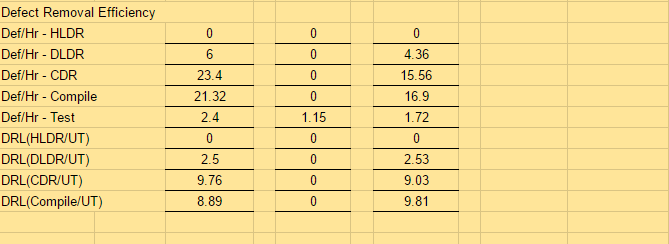 Defect Removal Efficiency
Def/Hr - HLDR 0 0 0
Def/Hr - DLDR 6 0 4.36
Def/Hr - CDR 23.4 0 15.56
Def/Hr - Compile 21.32 0 16.9
Def/Hr - Test 2.4 1.15 1.72
DRL(HLDR/UT) 0 0 0
DRL(DLDR/UT) 2.5 0 2.53
DRL(CDR/UT) 9.76 0 9.03
DRL(Compile/UT) 8.89 0 9.81